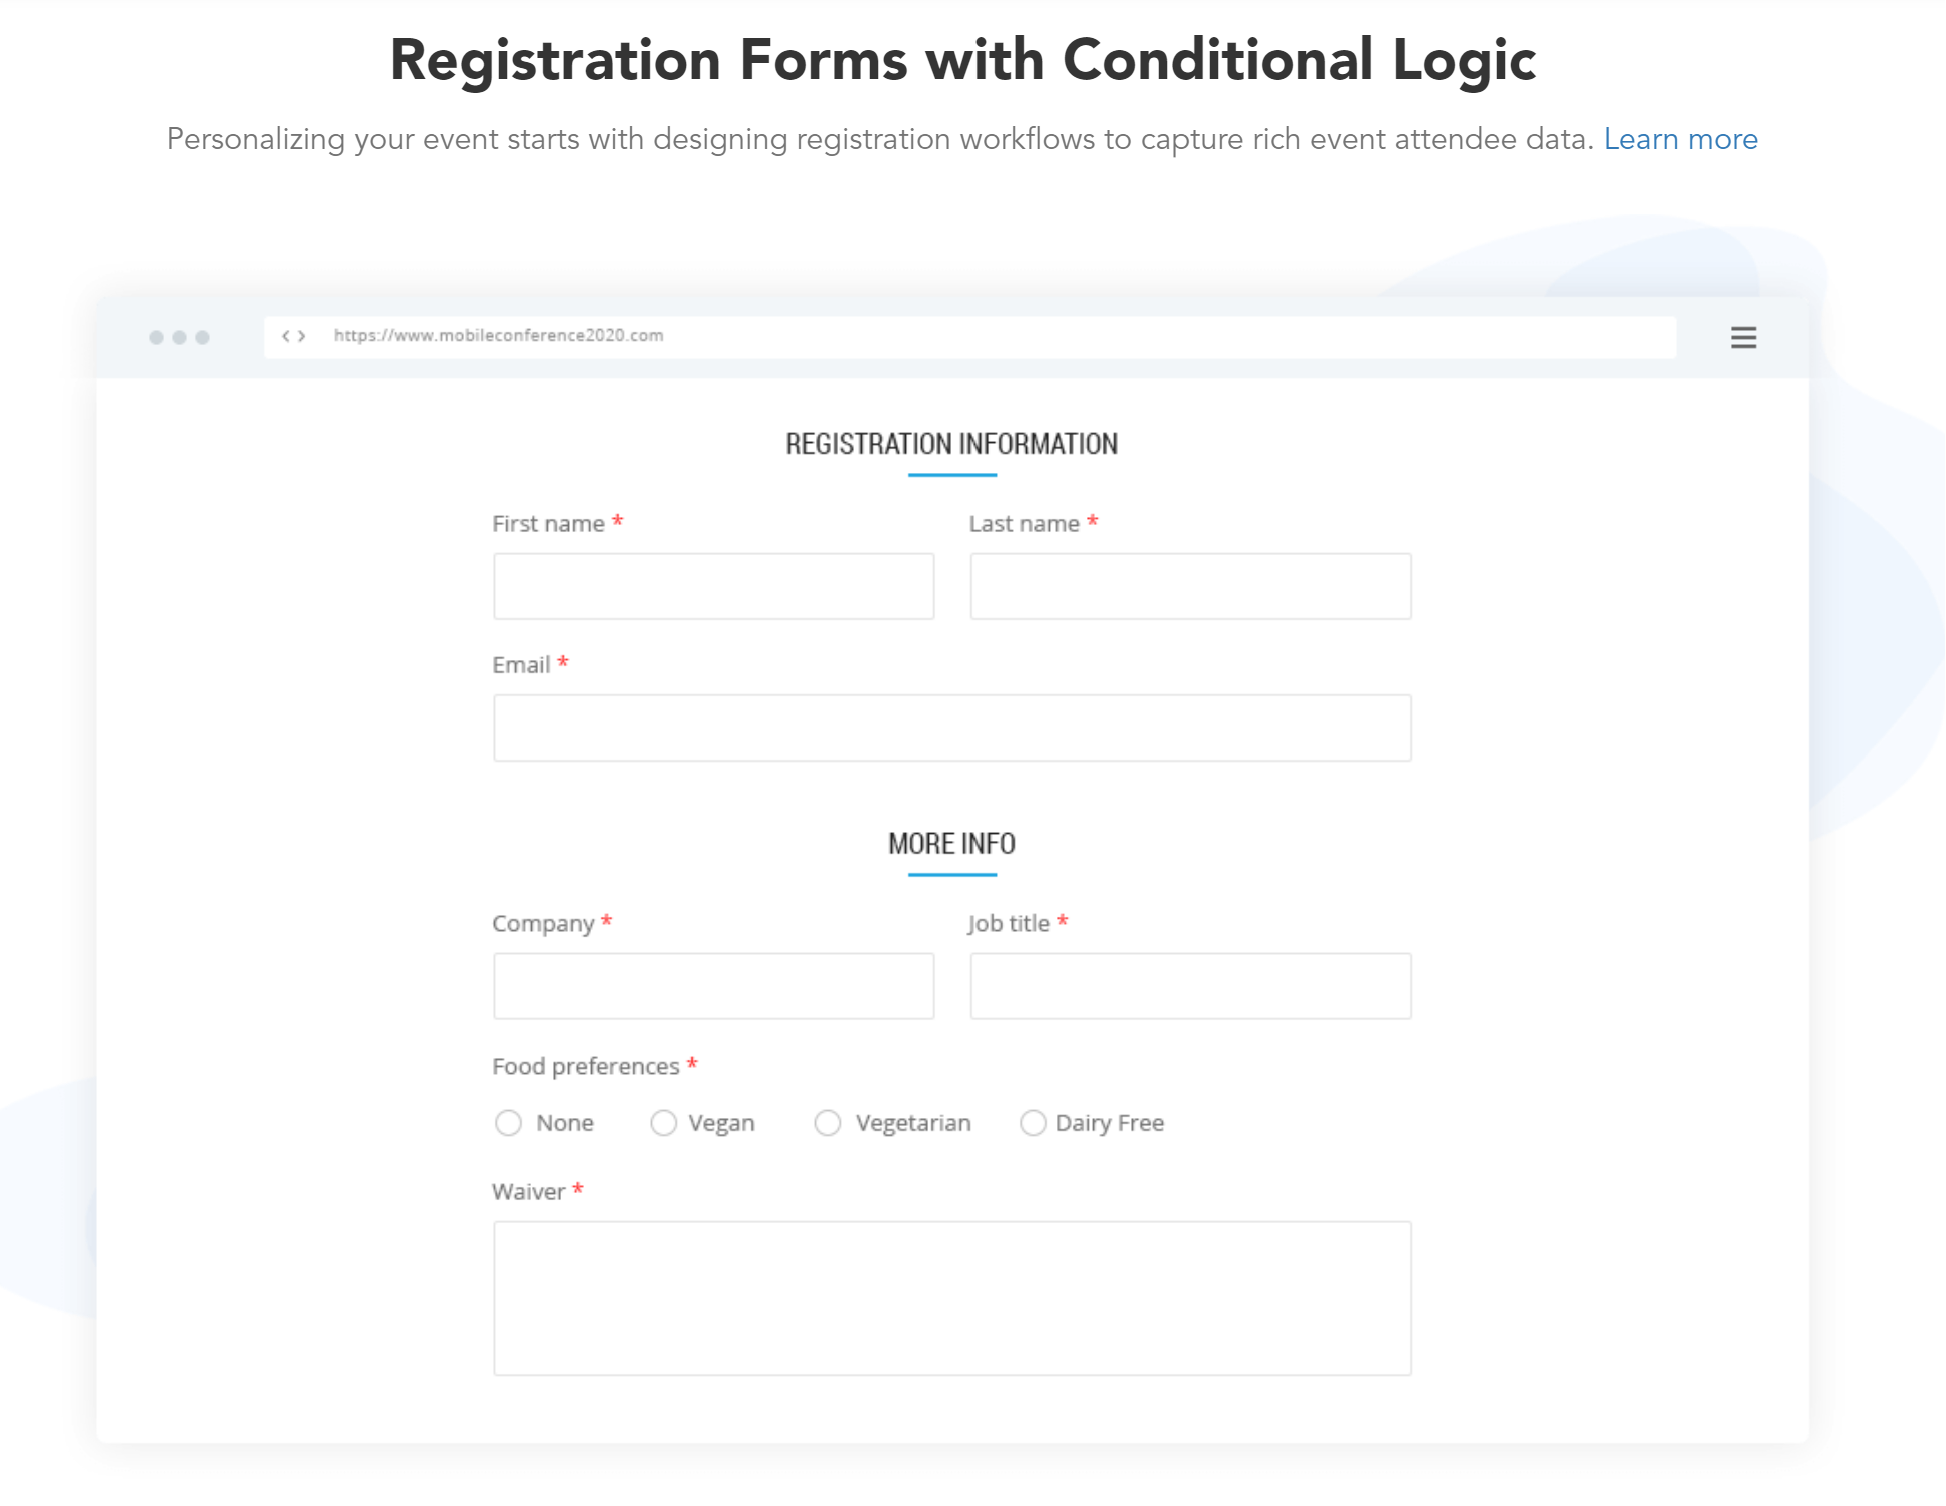 Registration Forms with Conditional Logic
Personalizing your event starts with designing registration workflows to capture rich event attendee data. Learn more
https://www.mobileconference2020.com
REGISTRATION INFORMATION
First name * Last name *
Email *
MORE INFO
Company * Job title *
Food preferences *
None Vegan Vegetarian Dairy Free
Waiver *